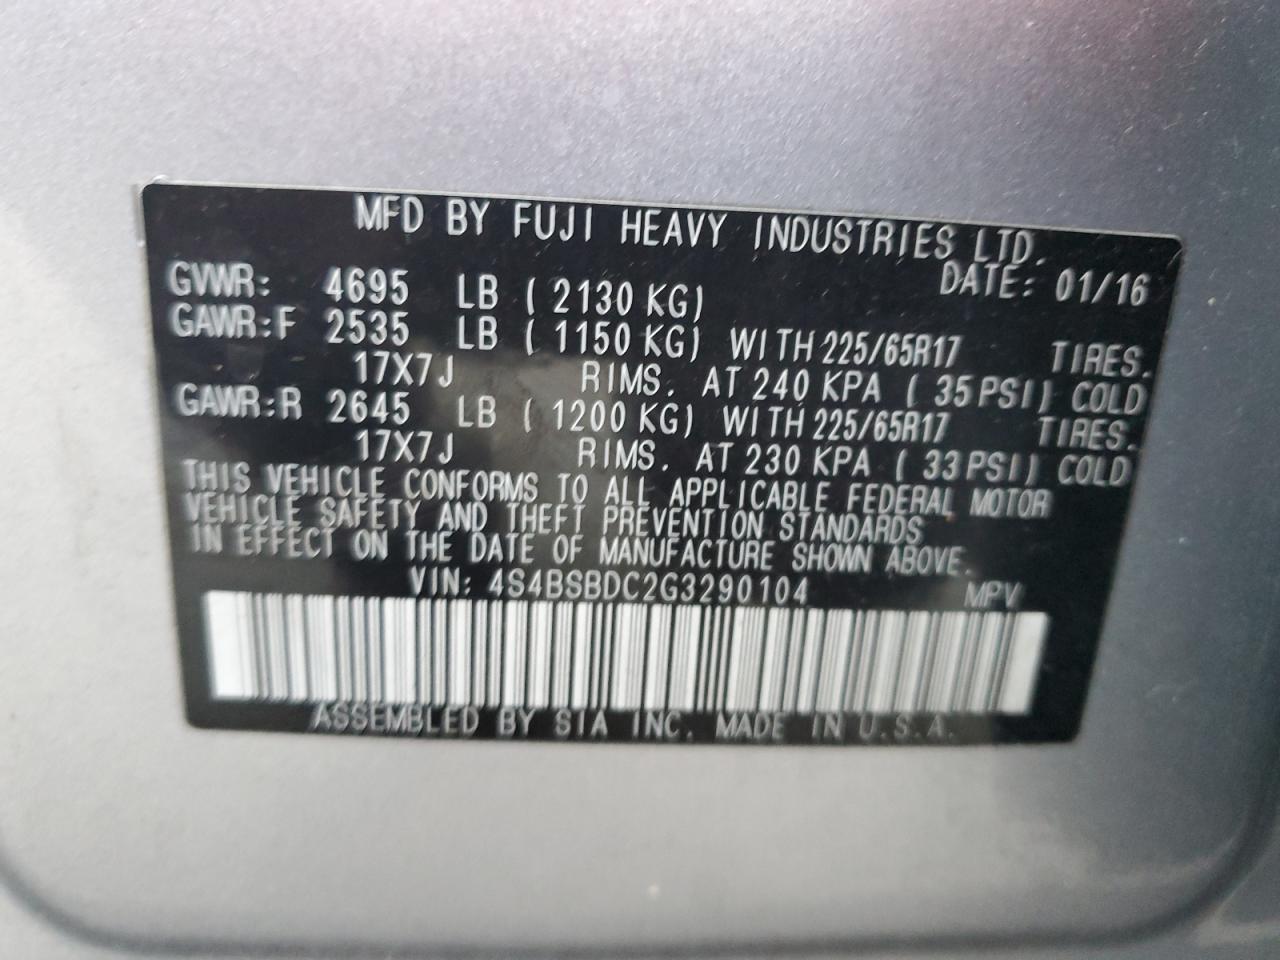 MFD BY FUJI HEAVY INDUSTRIES LTD.
DATE: 01/16
GVWR: 4695 LB (2130 KG)
GAWR:F 2535 LB (1150 KG) WITH 225/65R17 TIRES.
17X7J RIMS. AT 240 KPA (35 PSI) COLD
GAWR:R 2645 LB (1200 KG) WITH 225/65R17 TIRES.
17X7J RIMS. AT 230 KPA (33 PSI) COLD
THIS VEHICLE CONFORMS TO ALL APPLICABLE FEDERAL MOTOR
VEHICLE SAFETY AND THEFT PREVENTION STANDARDS
IN EFFECT ON THE DATE OF MANUFACTURE SHOWN ABOVE.
VIN: 4S4BSBDC2G3290104 MPV
ASSEMBLED BY SIA INC. MADE IN U.S.A.